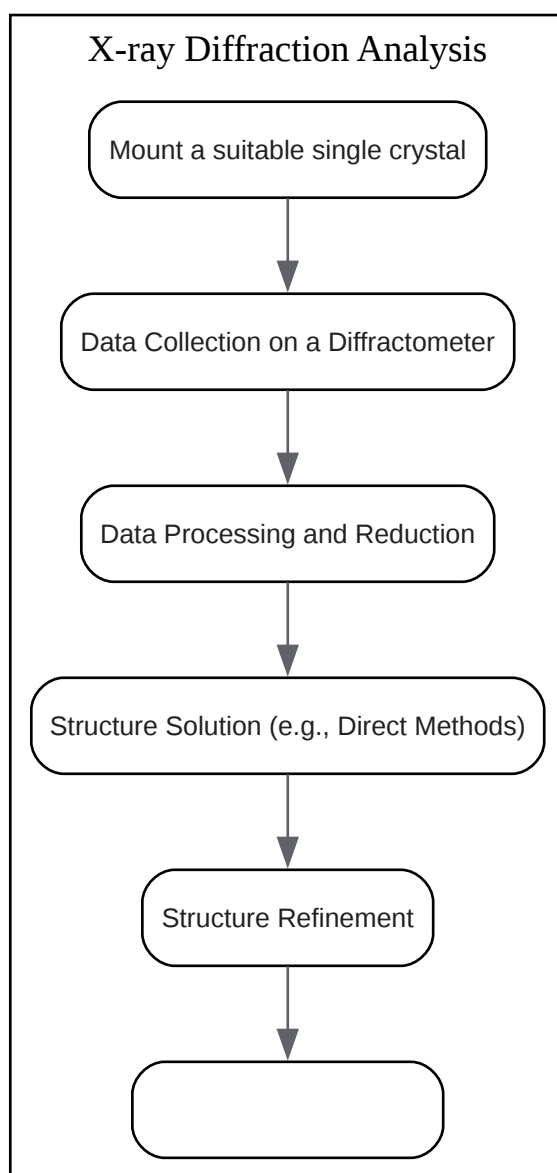 X-ray Diffraction Analysis
Mount a suitable single crystal
Data Collection on a Diffractometer
Data Processing and Reduction
Structure Solution (e.g., Direct Methods)
Structure Refinement